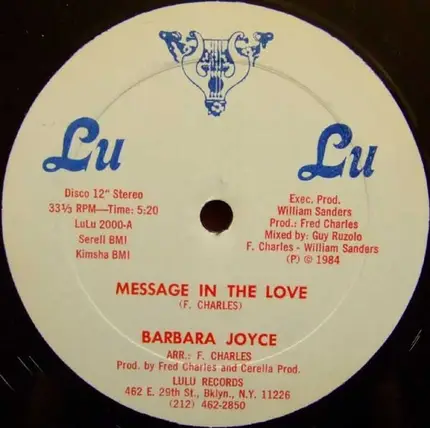 Lu
Lu
Disco 12" Stereo
33⅓ RPM—Time: 5:20
LuLu 2000-A
Serell BMI
Kimsha BMI
Exec. Prod.
William Sanders
Prod.: Fred Charles
Mixed by: Guy Ruzolo
F. Charles - William Sanders
(P) © 1984
MESSAGE IN THE LOVE
(F. CHARLES)
BARBARA JOYCE
ARR.: F. CHARLES
Prod. by Fred Charles and Cerella Prod.
LULU RECORDS
462 E. 29th St., Bklyn., N.Y. 11226
(212) 462-2850